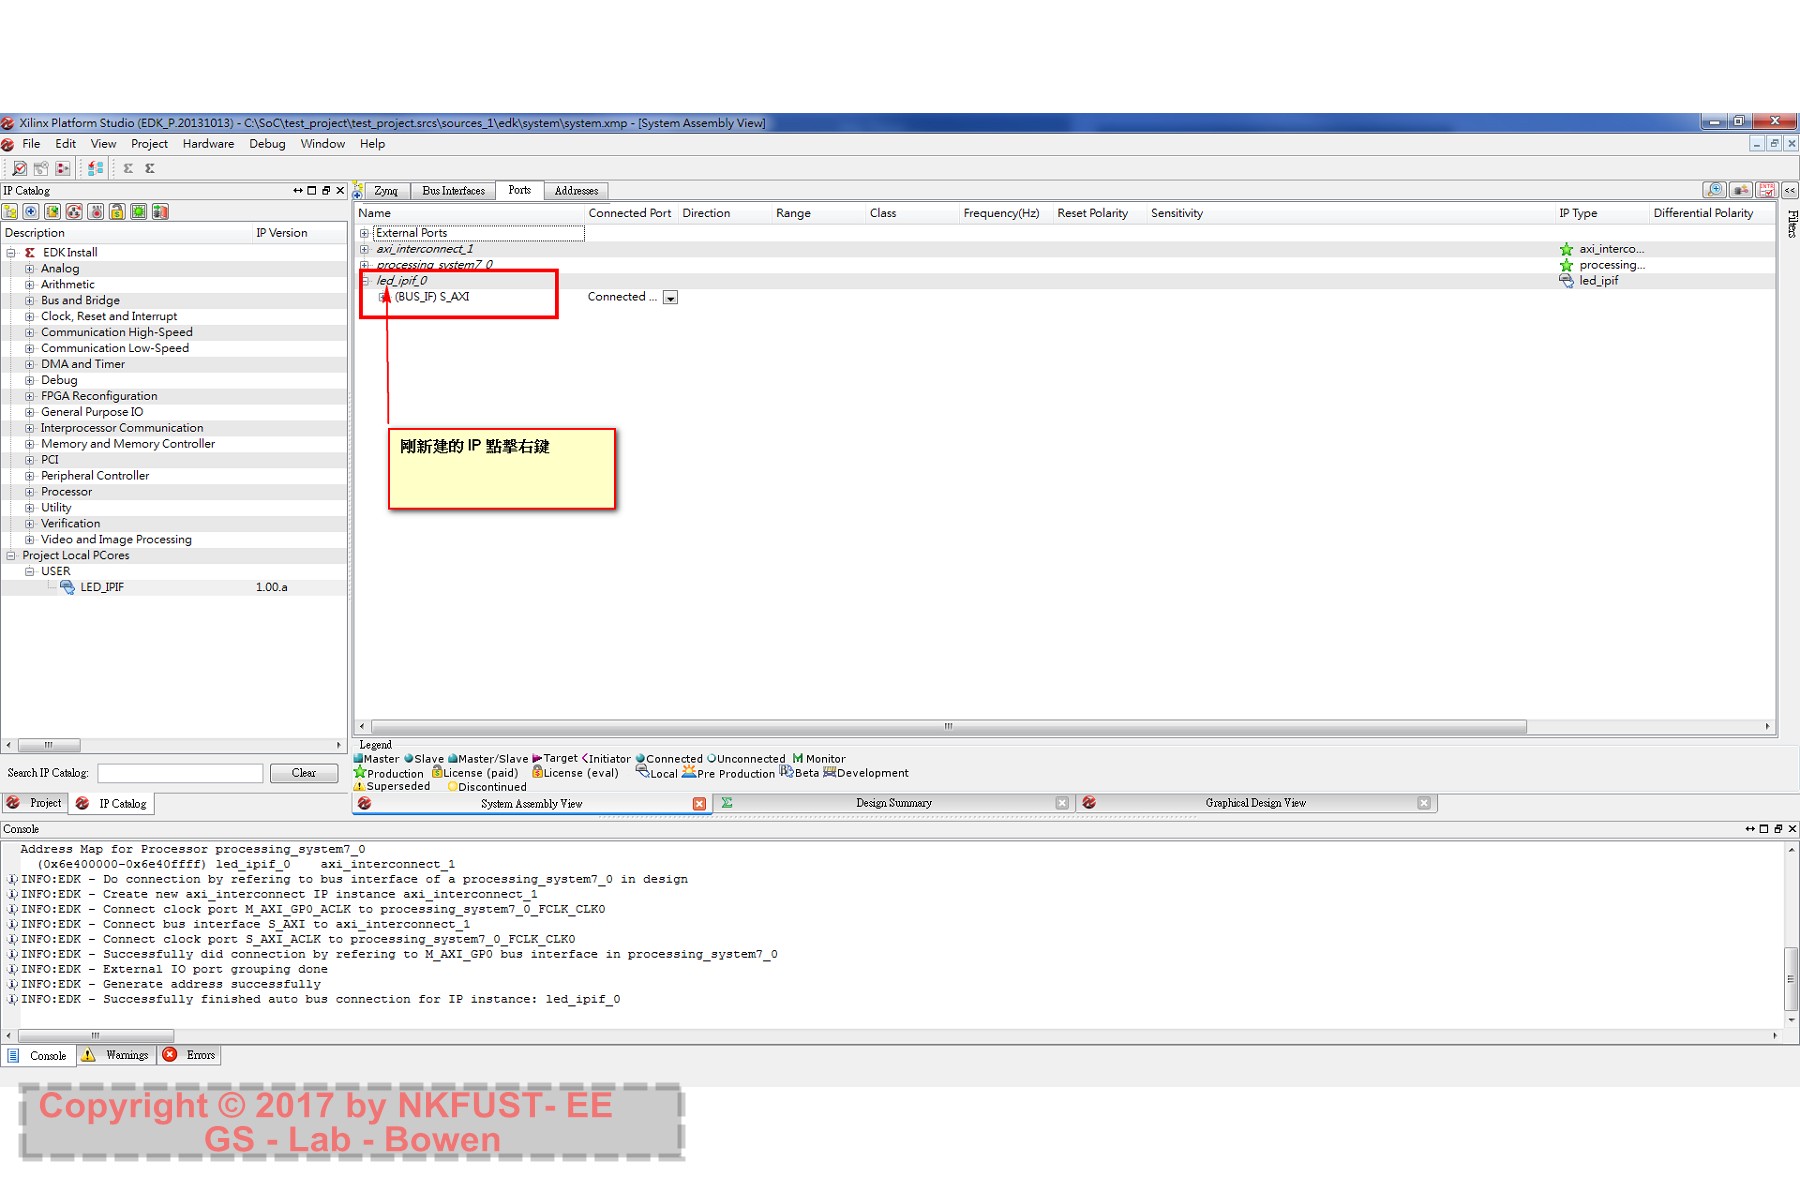 Xilinx Platform Studio (EDK_P.20131013) - C:\SoC\test_project\test_project.srcs\sources_1\edk\system\system.xmp - [System Assembly View]
File Edit View Project Hardware Debug Window Help
IP Catalog
Description IP Version
EDK Install
Analog
Arithmetic
Bus and Bridge
Clock, Reset and Interrupt
Communication High-Speed
Communication Low-Speed
DMA and Timer
Debug
FPGA Reconfiguration
General Purpose IO
Interprocessor Communication
Memory and Memory Controller
PCI
Peripheral Controller
Processor
Utility
Verification
Video and Image Processing
Project Local PCores
USER
LED_IPIF 1.00.a
Search IP Catalog: Clear
Project IP Catalog
Zynq Bus Interfaces Ports Addresses
Name Connected Port Direction Range Class Frequency(Hz) Reset Polarity Sensitivity IP Type Differential Polarity
External Ports
axi_interconnect_1 axi_interco...
processing_system7_0 processing...
led_ipif_0 led_ipif
(BUS_IF) S_AXI Connected ...
剛新建的 IP 點擊右鍵
Filters
Legend
Master Slave Master/Slave Target Initiator Connected Unconnected Monitor
Production License (paid) License (eval) Local Pre Production Beta Development
Superseded Discontinued
System Assembly View Design Summary Graphical Design View
Console
Address Map for Processor processing_system7_0
(0x6e400000-0x6e40ffff) led_ipif_0 axi_interconnect_1
INFO:EDK - Do connection by refering to bus interface of a processing_system7_0 in design
INFO:EDK - Create new axi_interconnect IP instance axi_interconnect_1
INFO:EDK - Connect clock port M_AXI_GP0_ACLK to processing_system7_0_FCLK_CLK0
INFO:EDK - Connect bus interface S_AXI to axi_interconnect_1
INFO:EDK - Connect clock port S_AXI_ACLK to processing_system7_0_FCLK_CLK0
INFO:EDK - Successfully did connection by refering to M_AXI_GP0 bus interface in processing_system7_0
INFO:EDK - External IO port grouping done
INFO:EDK - Generate address successfully
INFO:EDK - Successfully finished auto bus connection for IP instance: led_ipif_0
Console Warnings Errors
Copyright © 2017 by NKFUST- EE
GS - Lab - Bowen